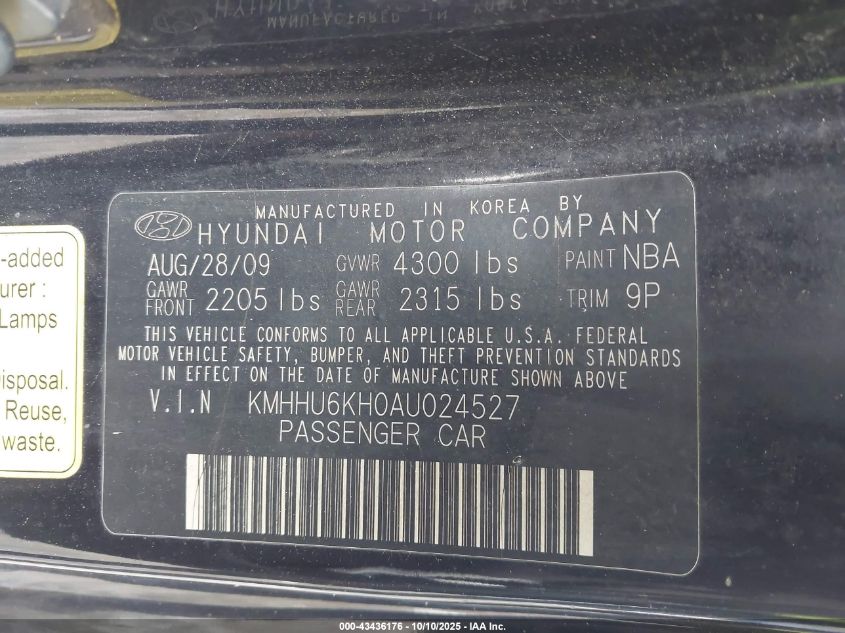 MANUFACTURED IN KOREA BY
HYUNDAI MOTOR COMPANY
AUG/28/09 GVWR 4300 lbs PAINT NBA
GAWR FRONT 2205 lbs GAWR REAR 2315 lbs TRIM 9P
THIS VEHICLE CONFORMS TO ALL APPLICABLE U.S.A. FEDERAL
MOTOR VEHICLE SAFETY, BUMPER, AND THEFT PREVENTION STANDARDS
IN EFFECT ON THE DATE OF MANUFACTURE SHOWN ABOVE
V.I.N KMHHU6KH0AU024527
PASSENGER CAR
-added
urer :
Lamps
Disposal.
Reuse,
waste.
000-43436176 - 10/10/2025 - IAA Inc.